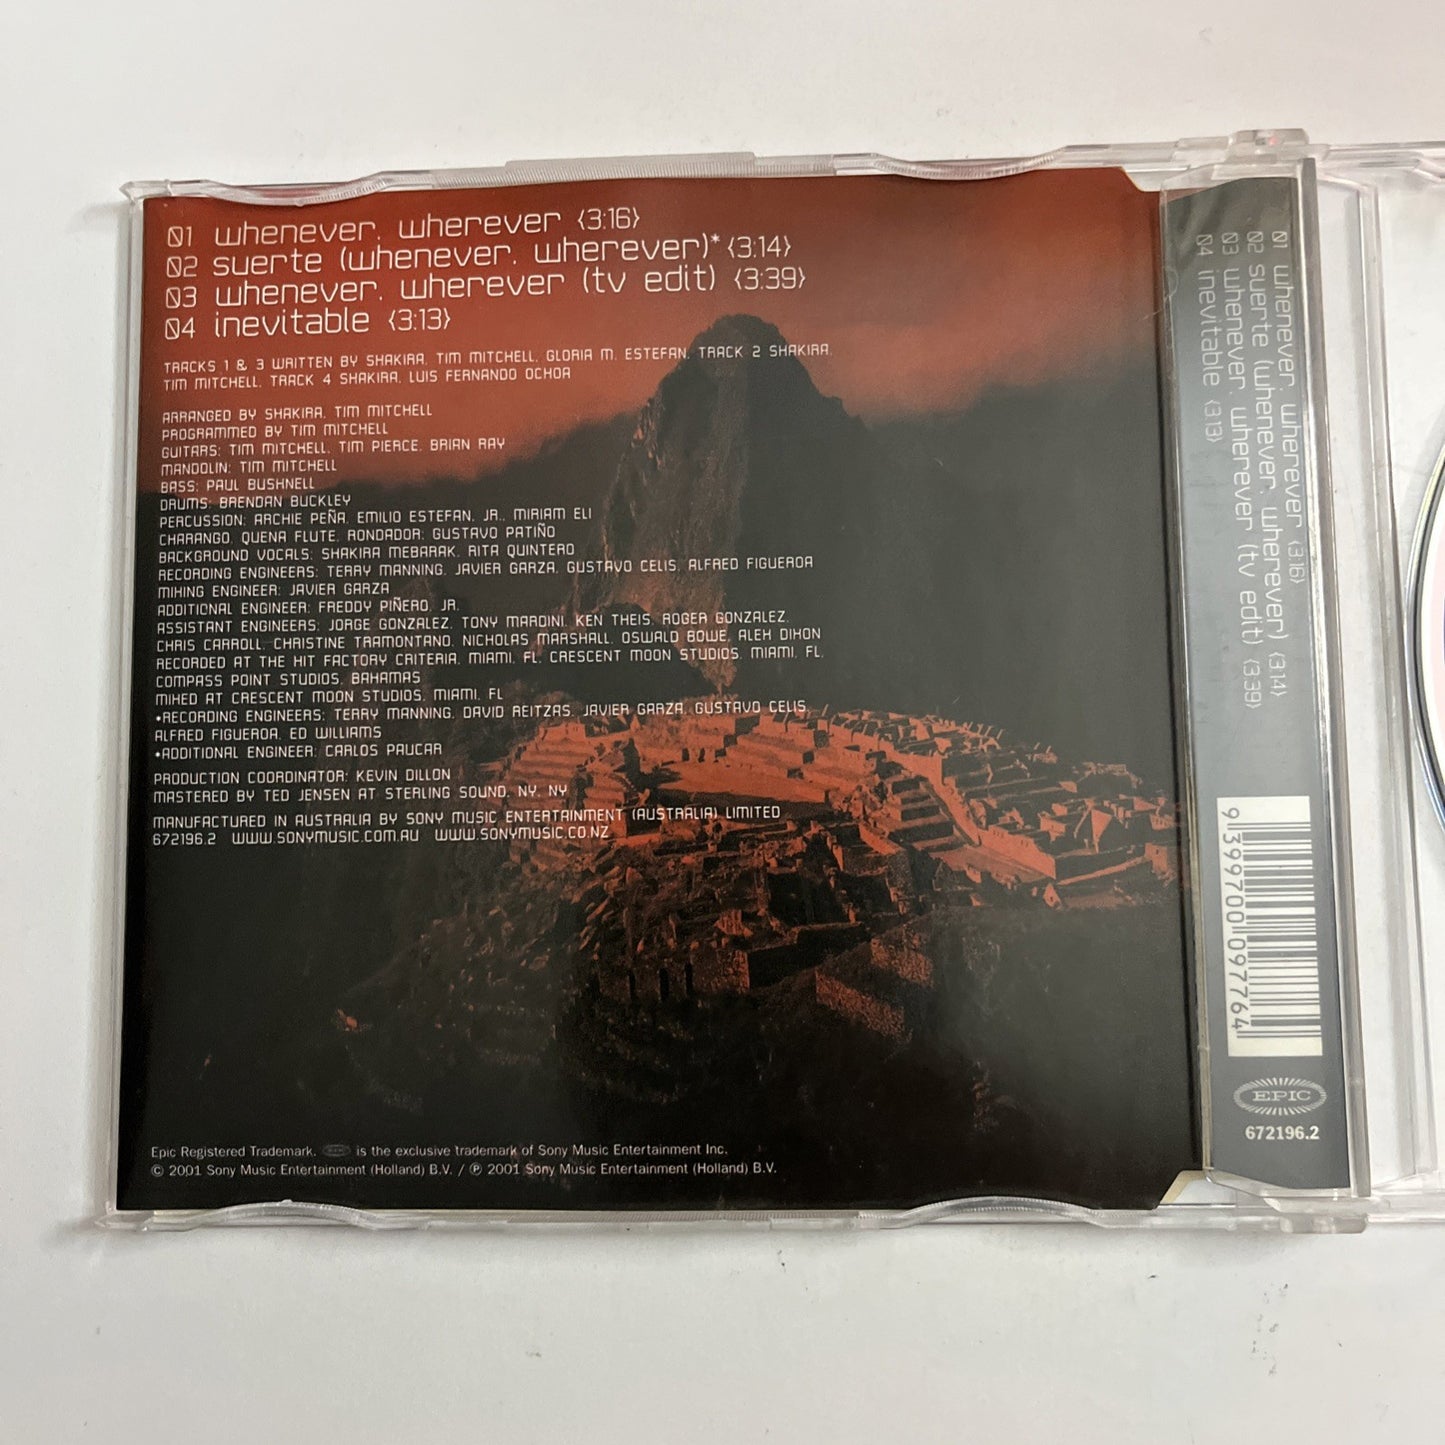 01 whenever, wherever {3:16}
02 suerte (whenever, wherever)* {3:14}
03 whenever, wherever (tv edit) {3:39}
04 inevitable {3:13}
TRACKS 1 & 3 WRITTEN BY SHAKIRA, TIM MITCHELL, GLORIA M. ESTEFAN, TRACK 2 SHAKIRA,
TIM MITCHELL, TRACK 4 SHAKIRA, LUIS FERNANDO OCHOA
ARRANGED BY SHAKIRA, TIM MITCHELL
PROGRAMMED BY TIM MITCHELL
GUITARS: TIM MITCHELL, TIM PIERCE, BRIAN RAY
MANDOLIN: TIM MITCHELL
BASS: PAUL BUSHNELL
DRUMS: BRENDAN BUCKLEY
PERCUSSION: ARCHIE PEÑA, EMILIO ESTEFAN, JR., MIRIAM ELI
CHARANGO, QUENA FLUTE, RONDADOR: GUSTAVO PATIÑO
BACKGROUND VOCALS: SHAKIRA MEBARAK, RITA QUINTERO
RECORDING ENGINEERS: TERRY MANNING, JAVIER GARZA, GUSTAVO CELIS, ALFRED FIGUEROA
MIXING ENGINEER: JAVIER GARZA
ADDITIONAL ENGINEER: FREDDY PIÑERO, JR.
ASSISTANT ENGINEERS: JORGE GONZALEZ, TONY MARDINI, KEN THEIS, ROGER GONZALEZ,
CHRIS CARROLL, CHRISTINE TRAMONTANO, NICHOLAS MARSHALL, OSWALD BOWE, ALEX DIXON
RECORDED AT THE HIT FACTORY CRITERIA, MIAMI, FL, CRESCENT MOON STUDIOS, MIAMI, FL,
COMPASS POINT STUDIOS, BAHAMAS
MIXED AT CRESCENT MOON STUDIOS, MIAMI, FL
•RECORDING ENGINEERS: TERRY MANNING, DAVID REITZAS, JAVIER GARZA, GUSTAVO CELIS,
ALFRED FIGUEROA, ED WILLIAMS
•ADDITIONAL ENGINEER: CARLOS PAUCAR
PRODUCTION COORDINATOR: KEVIN DILLON
MASTERED BY TED JENSEN AT STERLING SOUND, NY, NY
MANUFACTURED IN AUSTRALIA BY SONY MUSIC ENTERTAINMENT (AUSTRALIA) LIMITED
672196.2 WWW.SONYMUSIC.COM.AU WWW.SONYMUSIC.CO.NZ
Epic Registered Trademark. EPIC is the exclusive trademark of Sony Music Entertainment Inc.
© 2001 Sony Music Entertainment (Holland) B.V. / ℗ 2001 Sony Music Entertainment (Holland) B.V.
01 whenever, wherever {3:16}
02 suerte (whenever, wherever) {3:14}
03 whenever, wherever (tv edit) {3:39}
04 inevitable {3:13}
9399700097764
EPIC
672196.2